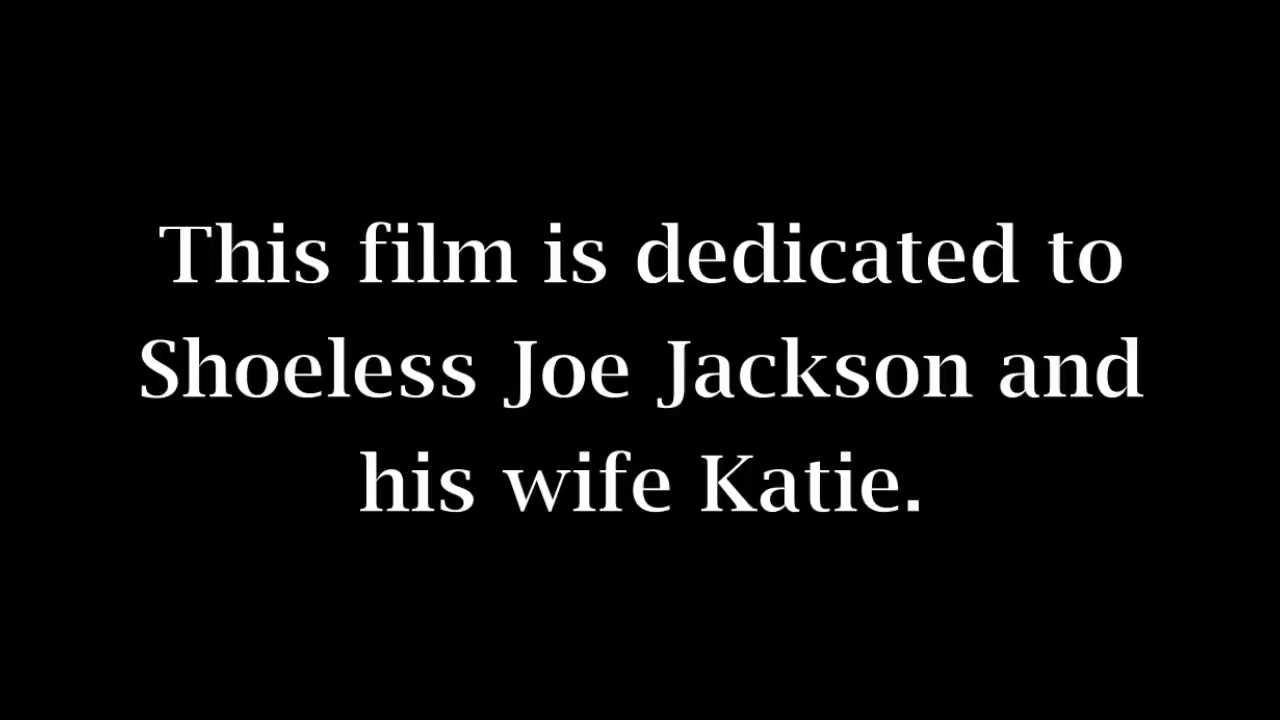 This film is dedicated to
Shoeless Joe Jackson and
his wife Katie.